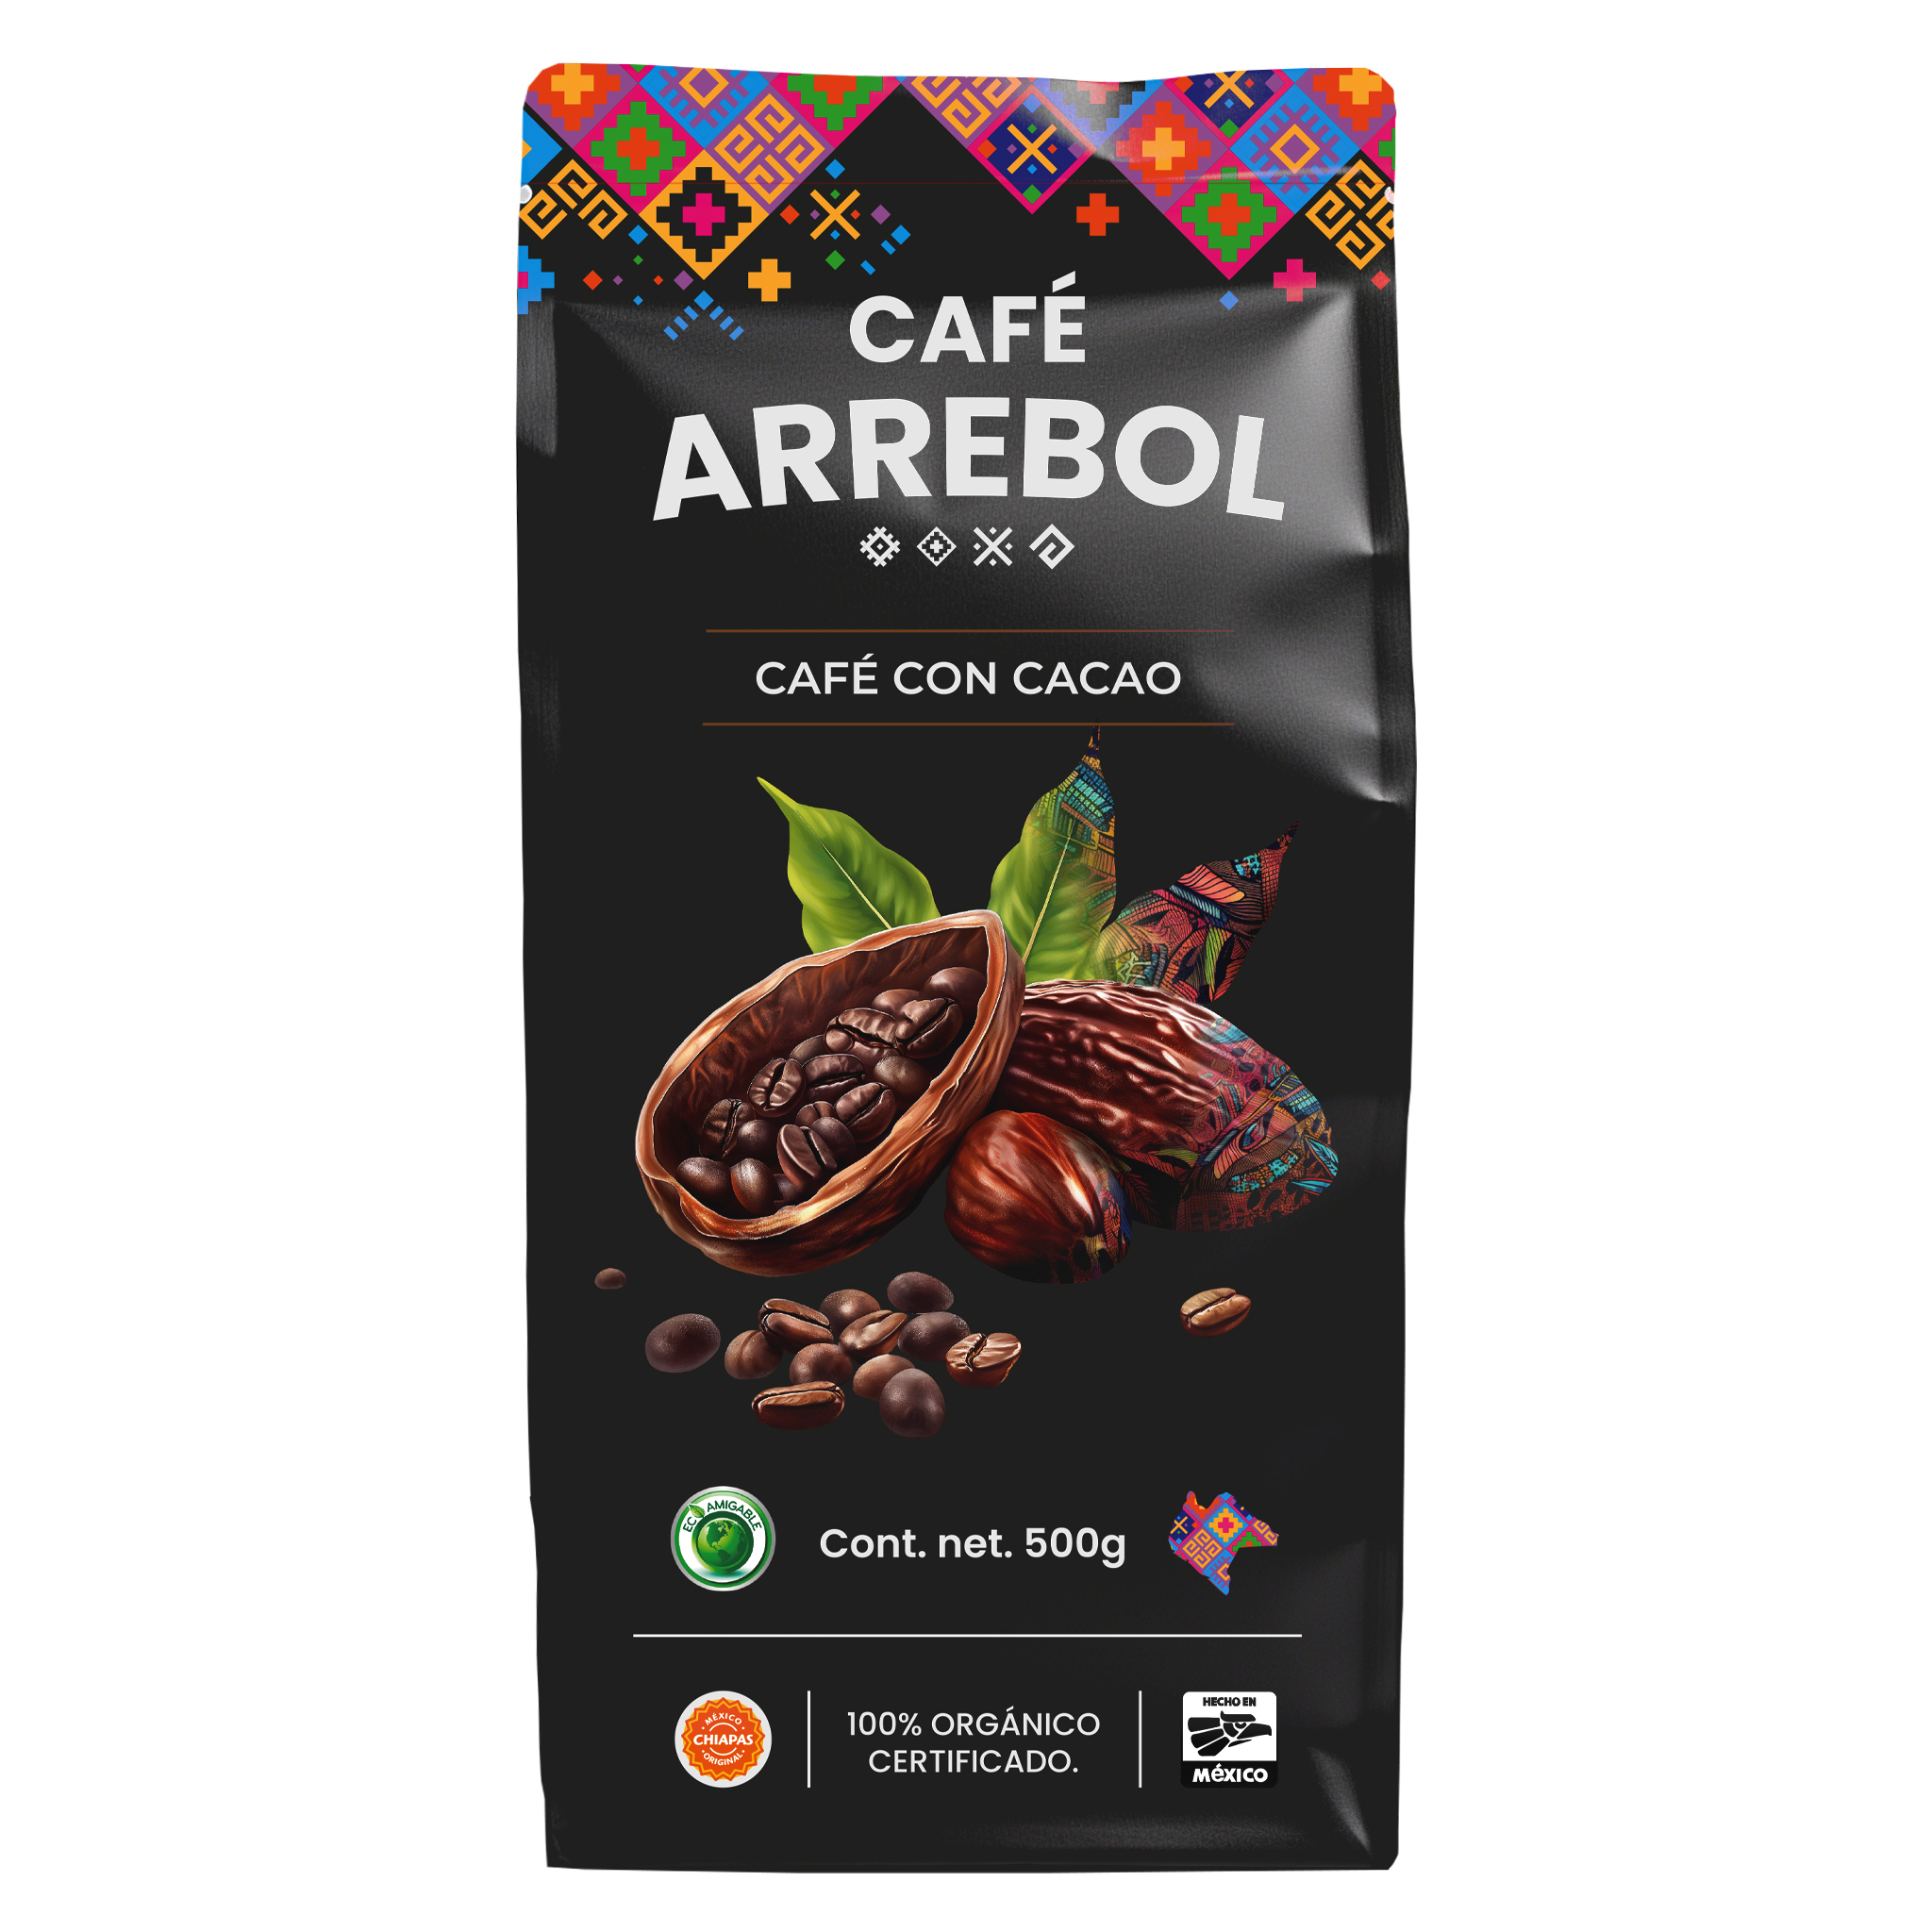 CAFÉ
ARREBOL
CAFÉ CON CACAO
ECO AMIGABLE
Cont. net. 500g
MÉXICO
CHIAPAS
ORIGINAL
100% ORGÁNICO
CERTIFICADO.
HECHO EN
MéXICO